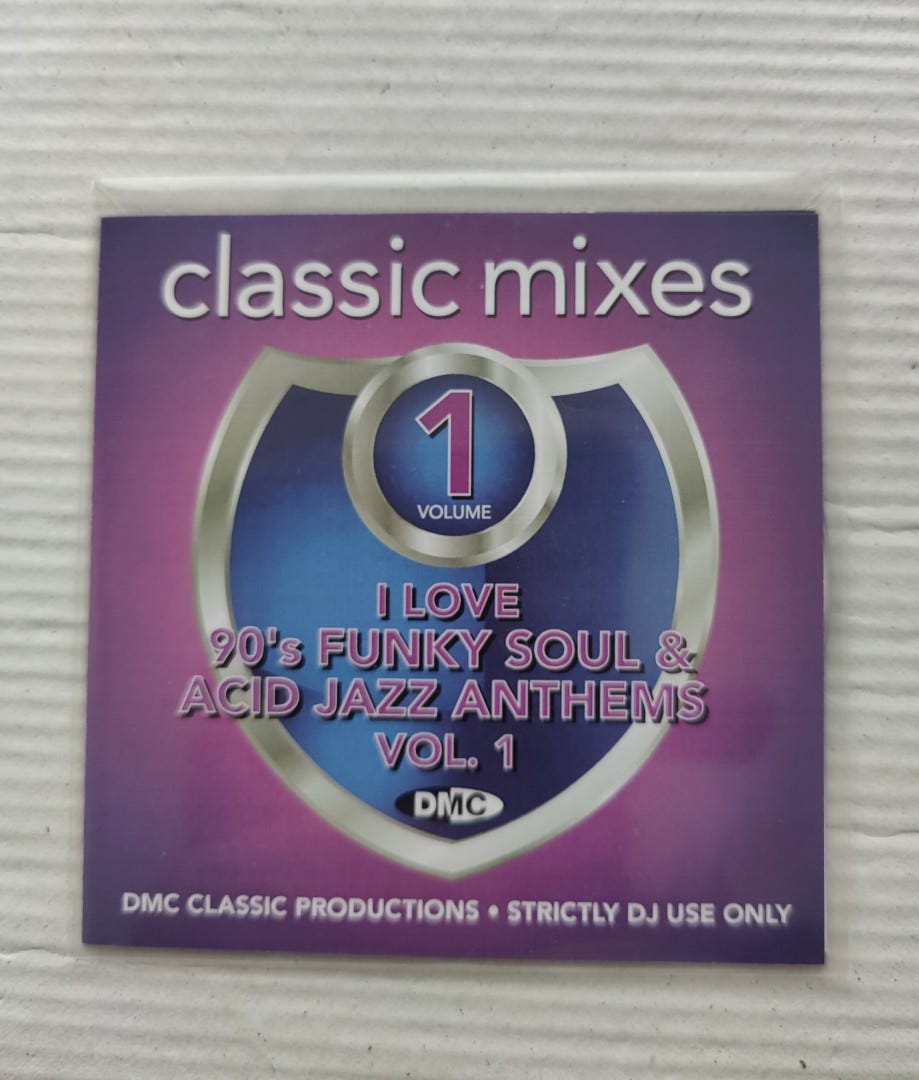 classic mixes
1
VOLUME
I LOVE
90's FUNKY SOUL &
ACID JAZZ ANTHEMS
VOL. 1
DMC
DMC CLASSIC PRODUCTIONS • STRICTLY DJ USE ONLY